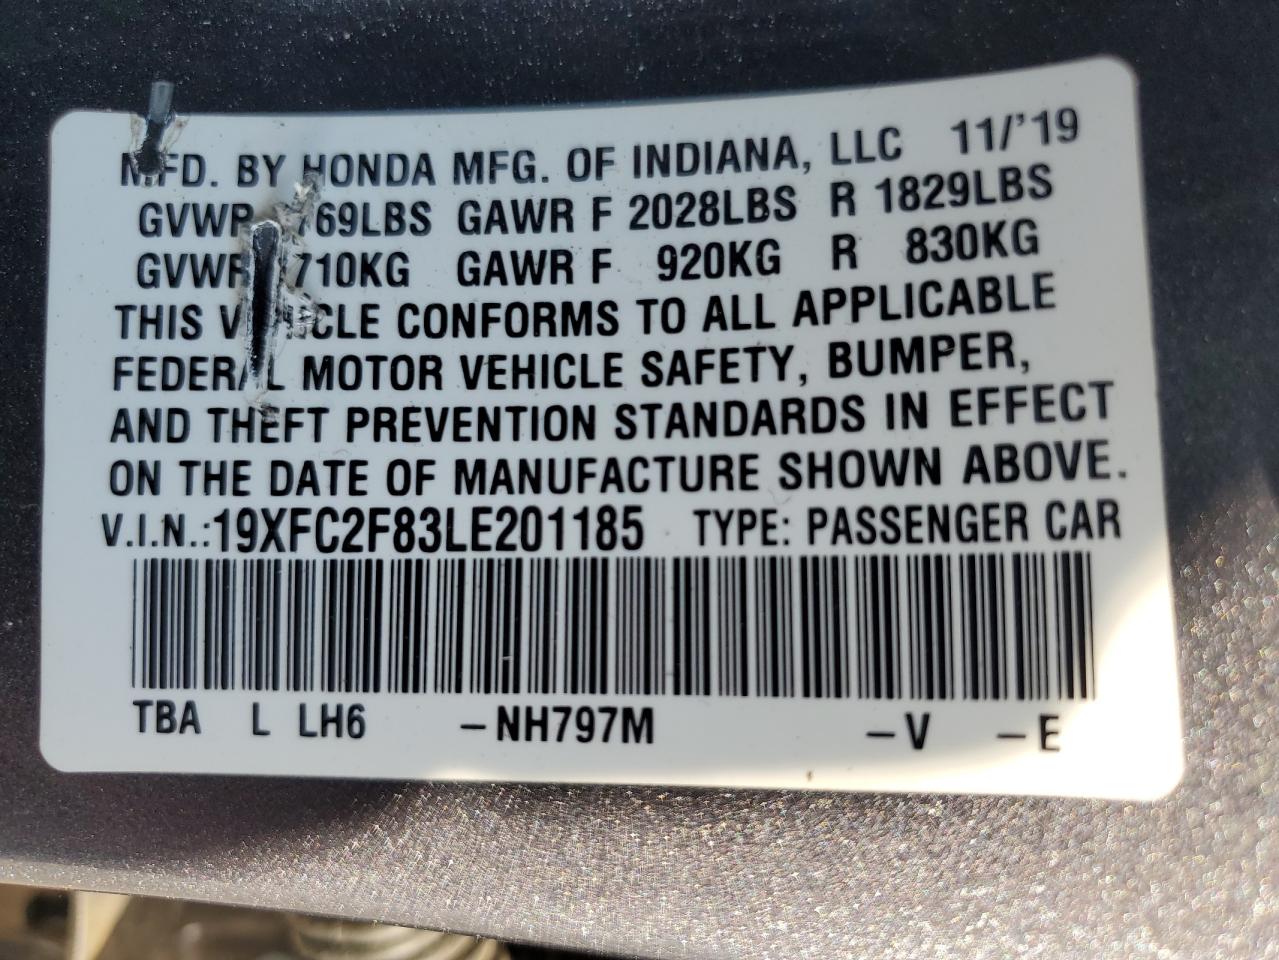 MFD. BY HONDA MFG. OF INDIANA, LLC 11/'19
GAWR F 2028LBS R 1829LBS
GAWR F 920KG R 830KG
THIS VEHICLE CONFORMS TO ALL APPLICABLE
FEDERAL MOTOR VEHICLE SAFETY, BUMPER,
AND THEFT PREVENTION STANDARDS IN EFFECT
ON THE DATE OF MANUFACTURE SHOWN ABOVE.
V.I.N.:19XFC2F83LE201185 TYPE: PASSENGER CAR
TBA L LH6 -NH797M -V -E